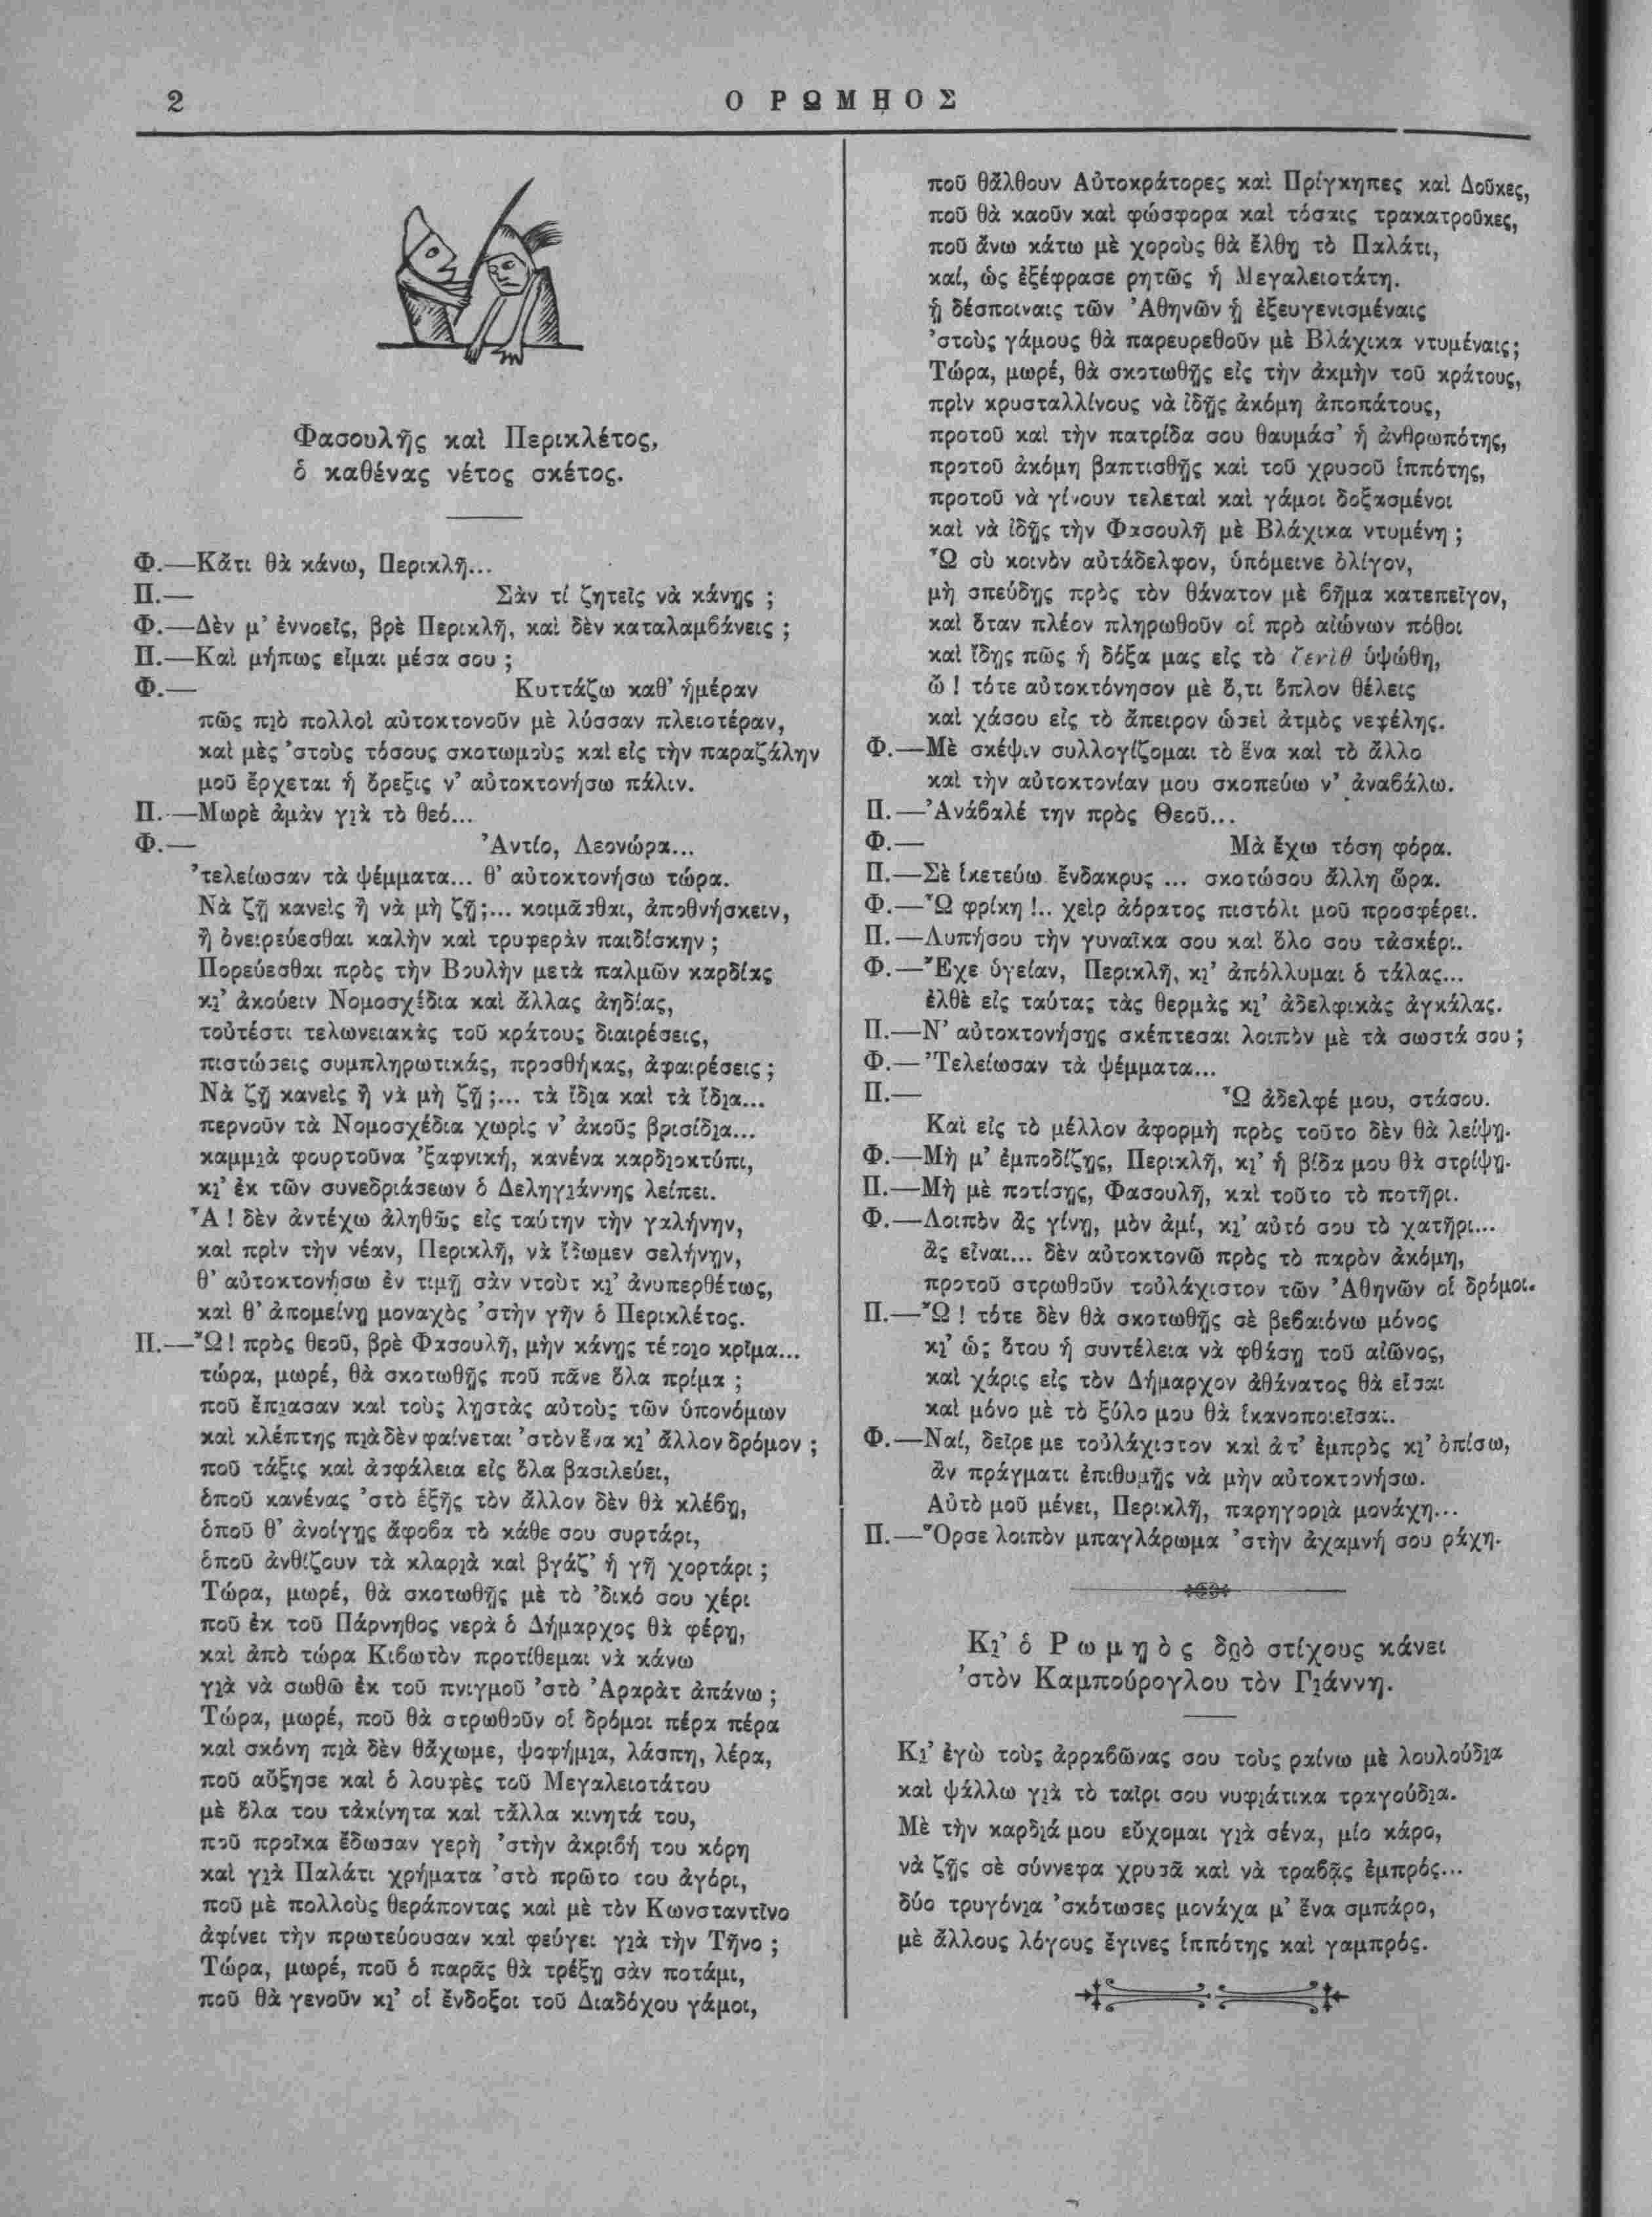 2
Ο ΡΩΜΗΟΣ
Φασουλῆς καὶ Περικλέτος,
ὁ καθένας νέτος σκέτος.
Φ.—Κᾶτι θὰ κάνω, Περικλῆ...
Π.— Σὰν τί ζητεῖς νὰ κάνῃς ;
Φ.—Δὲν μ' ἐννοεῖς, βρὲ Περικλῆ, καὶ δὲν καταλαμβάνεις ;
Π.—Καὶ μήπως εἶμαι μέσα σου ;
Φ.— Κυττάζω καθ' ἡμέραν
πῶς πιὸ πολλοὶ αὐτοκτονοῦν μὲ λύσσαν πλειοτέραν,
καὶ μὲς 'στοὺς τόσους σκοτωμοὺς καὶ εἰς τὴν παραζάλην
μοῦ ἔρχεται ἡ ὄρεξις ν' αὐτοκτονήσω πάλιν.
Π.—Μωρὲ ἀμὰν γιὰ τὸ θεό...
Φ.— 'Αντίο, Λεονώρα...
'τελείωσαν τὰ ψέμματα... θ' αὐτοκτονήσω τώρα.
Νὰ ζῇ κανεὶς ἢ νὰ μὴ ζῇ ;... κοιμᾶσθαι, ἀποθνήσκειν,
ἢ ὀνειρεύεσθαι καλὴν καὶ τρυφερὰν παιδίσκην ;
Πορεύεσθαι πρὸς τὴν Βουλὴν μετὰ παλμῶν καρδίας
κι' ἀκούειν Νομοσχέδια καὶ ἄλλας ἀηδίας,
τοὐτέστι τελωνειακὰς τοῦ κράτους διαιρέσεις,
πιστώσεις συμπληρωτικάς, προσθήκας, ἀφαιρέσεις ;
Νὰ ζῇ κανεὶς ἢ νὰ μὴ ζῇ ;... τὰ ἴδια καὶ τὰ ἴδια...
περνοῦν τὰ Νομοσχέδια χωρὶς ν' ἀκοῦς βρισίδια...
καμμιὰ φουρτοῦνα 'ξαφνική, κανένα καρδιοκτύπι,
κι' ἐκ τῶν συνεδριάσεων ὁ Δεληγιάννης λείπει.
Ἆ ! δὲν ἀντέχω ἀληθῶς εἰς ταύτην τὴν γαλήνην,
καὶ πρὶν τὴν νέαν, Περικλῆ, νὰ ἴδωμεν σελήνην,
θ' αὐτοκτονήσω ἐν τιμῇ σὰν ντοὺτ κι' ἀνυπερθέτως,
καὶ θ' ἀπομείνῃ μοναχὸς 'στὴν γῆν ὁ Περικλέτος.
Π.—Ὤ ! πρὸς θεοῦ, βρὲ Φασουλῆ, μὴν κάνῃς τέτοιο κρῖμα...
τώρα, μωρέ, θὰ σκοτωθῇς ποῦ πᾶνε ὅλα πρίμα ;
ποῦ ἔπιασαν καὶ τοὺς λῃστὰς αὐτοὺς τῶν ὑπονόμων
καὶ κλέπτης πιὰ δὲν φαίνεται 'στὸν ἕνα κι' ἄλλον δρόμον ;
ποῦ τάξις καὶ ἀσφάλεια εἰς ὅλα βασιλεύει,
ὁποῦ κανένας 'στὸ ἑξῆς τὸν ἄλλον δὲν θὰ κλέβῃ,
ὁποῦ θ' ἀνοίγῃς ἄφοβα τὸ κάθε σου συρτάρι,
ὁποῦ ἀνθίζουν τὰ κλαριὰ καὶ βγάζ' ἡ γῆ χορτάρι ;
Τώρα, μωρέ, θὰ σκοτωθῇς μὲ τὸ 'δικό σου χέρι
ποῦ ἐκ τοῦ Πάρνηθος νερὰ ὁ Δήμαρχος θὰ φέρῃ,
καὶ ἀπὸ τώρα Κιβωτὸν προτίθεμαι νὰ κάνω
γιὰ νὰ σωθῶ ἐκ τοῦ πνιγμοῦ 'στὸ 'Αραρὰτ ἀπάνω ;
Τώρα, μωρέ, ποῦ θὰ στρωθοῦν οἱ δρόμοι πέρα πέρα
καὶ σκόνη πιὰ δὲν θἄχωμε, ψοφήμια, λάσπη, λέρα,
ποῦ αὔξησε καὶ ὁ λουφὲς τοῦ Μεγαλειοτάτου
μὲ ὅλα του τἀκίνητα καὶ τἄλλα κινητά του,
ποῦ προῖκα ἔδωσαν γερὴ 'στὴν ἀκριβή του κόρη
καὶ γιὰ Παλάτι χρήματα 'στὸ πρῶτο του ἀγόρι,
ποῦ μὲ πολλοὺς θεράποντας καὶ μὲ τὸν Κωνσταντῖνο
ἀφίνει τὴν πρωτεύουσαν καὶ φεύγει γιὰ τὴν Τῆνο ;
Τώρα, μωρέ, ποῦ ὁ παρᾶς θὰ τρέξῃ σὰν ποτάμι,
ποῦ θὰ γενοῦν κι' οἱ ἔνδοξοι τοῦ Διαδόχου γάμοι,
ποῦ θἄλθουν Αὐτοκράτορες καὶ Πρίγκηπες καὶ Δοῦκες,
ποῦ θὰ καοῦν καὶ φώσφορα καὶ τόσαις τρακατροῦκες,
ποῦ ἄνω κάτω μὲ χοροὺς θὰ ἔλθῃ τὸ Παλάτι,
καί, ὡς ἐξέφρασε ρητῶς ἡ Μεγαλειοτάτη.
ᾑ δέσποιναις τῶν 'Αθηνῶν ᾑ ἐξευγενισμέναις
'στοὺς γάμους θὰ παρευρεθοῦν μὲ Βλάχικα ντυμέναις ;
Τώρα, μωρέ, θὰ σκοτωθῇς εἰς τὴν ἀκμὴν τοῦ κράτους,
πρὶν κρυσταλλίνους νὰ ἰδῇς ἀκόμη ἀποπάτους,
προτοῦ καὶ τὴν πατρίδα σου θαυμάσ' ἡ ἀνθρωπότης,
προτοῦ ἀκόμη βαπτισθῇς καὶ τοῦ χρυσοῦ ἱππότης,
προτοῦ νὰ γίνουν τελεταὶ καὶ γάμοι δοξασμένοι
καὶ νὰ ἰδῇς τὴν Φασουλῆ μὲ Βλάχικα ντυμένη ;
Ὦ σὺ κοινὸν αὐτάδελφον, ὑπόμεινε ὀλίγον,
μὴ σπεύδῃς πρὸς τὸν θάνατον μὲ βῆμα κατεπεῖγον,
καὶ ὅταν πλέον πληρωθοῦν οἱ πρὸ αἰώνων πόθοι
καὶ ἴδῃς πῶς ἡ δόξα μας εἰς τὸ ζενὶθ ὑψώθη,
ὤ ! τότε αὐτοκτόνησον μὲ ὅ,τι ὅπλον θέλεις
καὶ χάσου εἰς τὸ ἄπειρον ὡσεὶ ἀτμὸς νεφέλης.
Φ.—Μὲ σκέψιν συλλογίζομαι τὸ ἕνα καὶ τὸ ἄλλο
καὶ τὴν αὐτοκτονίαν μου σκοπεύω ν' ἀναβάλω.
Π.—'Ανάβαλέ την πρὸς Θεοῦ...
Φ.— Μὰ ἔχω τόση φόρα.
Π.—Σὲ ἱκετεύω ἔνδακρυς ... σκοτώσου ἄλλη ὥρα.
Φ.—Ὦ φρίκη !.. χεὶρ ἀόρατος πιστόλι μοῦ προσφέρει.
Π.—Λυπήσου τὴν γυναῖκα σου καὶ ὅλο σου τἀσκέρι.
Φ.—Ἔχε ὑγείαν, Περικλῆ, κι' ἀπόλλυμαι ὁ τάλας...
ἐλθὲ εἰς ταύτας τὰς θερμὰς κι' ἀδελφικὰς ἀγκάλας.
Π.—Ν' αὐτοκτονήσῃς σκέπτεσαι λοιπὸν μὲ τὰ σωστά σου ;
Φ.—'Τελείωσαν τὰ ψέμματα...
Π.— Ὦ ἀδελφέ μου, στάσου.
Καὶ εἰς τὸ μέλλον ἀφορμὴ πρὸς τοῦτο δὲν θὰ λείψῃ.
Φ.—Μὴ μ' ἐμποδίζῃς, Περικλῆ, κι' ἡ βίδα μου θὰ στρίψῃ.
Π.—Μὴ μὲ ποτίσῃς, Φασουλῆ, καὶ τοῦτο τὸ ποτῆρι.
Φ.—Λοιπὸν ἂς γίνῃ, μὸν ἀμί, κι' αὐτό σου τὸ χατῆρι...
ἂς εἶναι... δὲν αὐτοκτονῶ πρὸς τὸ παρὸν ἀκόμη,
προτοῦ στρωθοῦν τοὐλάχιστον τῶν 'Αθηνῶν οἱ δρόμοι.
Π.—Ὤ ! τότε δὲν θὰ σκοτωθῇς σὲ βεβαιόνω μόνος
κι' ὡς ὅτου ἡ συντέλεια νὰ φθάσῃ τοῦ αἰῶνος,
καὶ χάρις εἰς τὸν Δήμαρχον ἀθάνατος θὰ εἶσαι
καὶ μόνο μὲ τὸ ξύλο μου θὰ ἱκανοποιεῖσαι.
Φ.—Ναί, δεῖρε με τοὐλάχιστον καὶ ἀπ' ἐμπρὸς κι' ὀπίσω,
ἂν πράγματι ἐπιθυμῇς νὰ μὴν αὐτοκτονήσω.
Αὐτὸ μοῦ μένει, Περικλῆ, παρηγοριὰ μονάχη...
Π.—Ὄρσε λοιπὸν μπαγλάρωμα 'στὴν ἀχαμνή σου ράχη.
Κι' ὁ Ρωμῃὸς δυὸ στίχους κάνει
'στὸν Καμπούρογλου τὸν Γιάννη.
Κι' ἐγὼ τοὺς ἀρραβῶνας σου τοὺς ραίνω μὲ λουλούδια
καὶ ψάλλω γιὰ τὸ ταῖρι σου νυφιάτικα τραγούδια.
Μὲ τὴν καρδιά μου εὔχομαι γιὰ σένα, μίο κάρο,
νὰ ζῇς σὲ σύννεφα χρυσᾶ καὶ νὰ τραβᾷς ἐμπρός...
δύο τρυγόνια 'σκότωσες μονάχα μ' ἕνα σμπάρο,
μὲ ἄλλους λόγους ἔγινες ἱππότης καὶ γαμπρός.